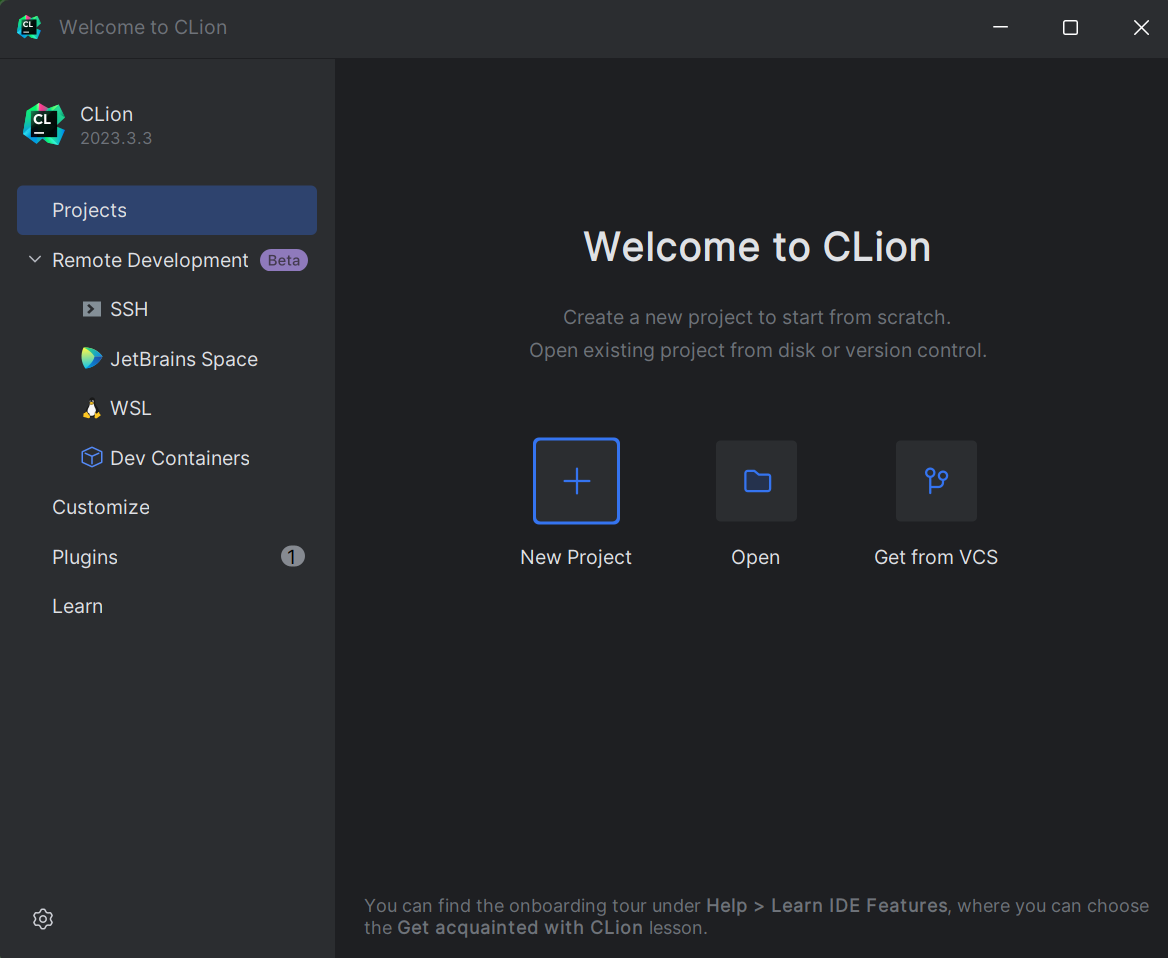 CL
Welcome to CLion
CL
CLion
2023.3.3
Projects
Remote Development Beta
SSH
JetBrains Space
WSL
Dev Containers
Customize
Plugins 1
Learn
Welcome to CLion
Create a new project to start from scratch.
Open existing project from disk or version control.
New Project
Open
Get from VCS
You can find the onboarding tour under Help > Learn IDE Features, where you can choose
the Get acquainted with CLion lesson.